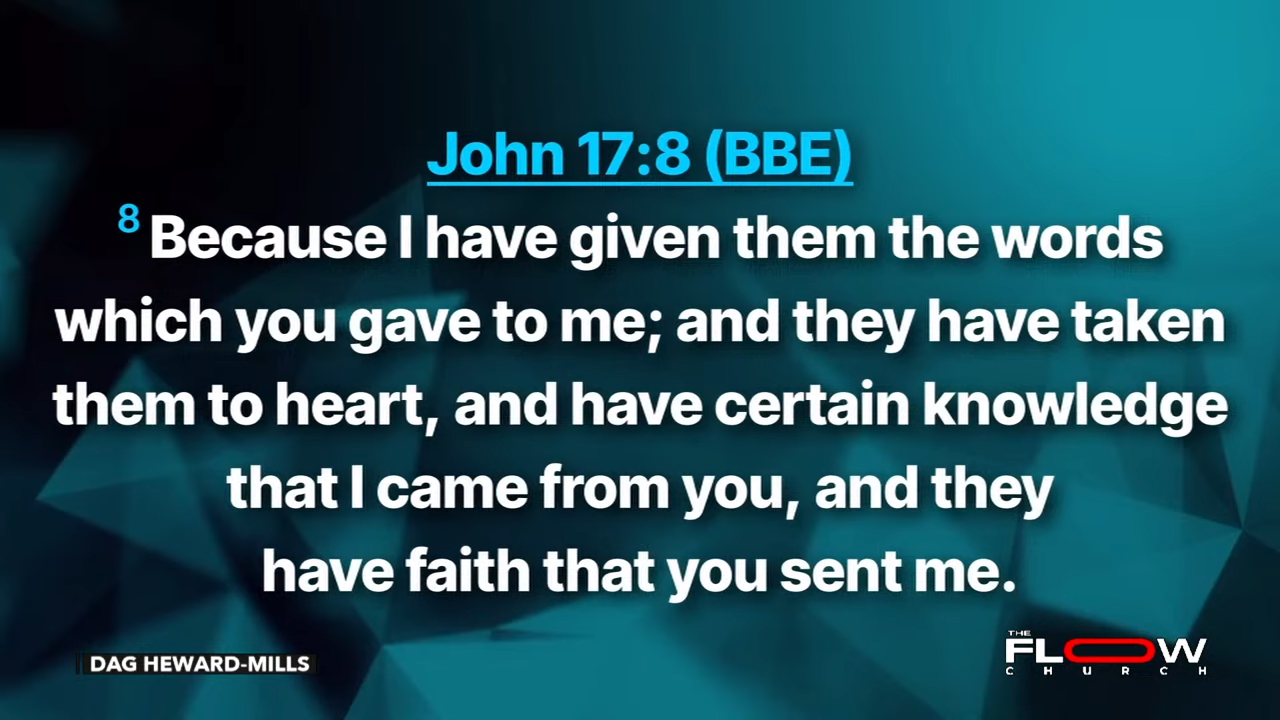 John 17:8 (BBE)
8 Because I have given them the words
which you gave to me; and they have taken
them to heart, and have certain knowledge
that I came from you, and they
have faith that you sent me.
DAG HEWARD-MILLS
THE
FLOW
CHURCH